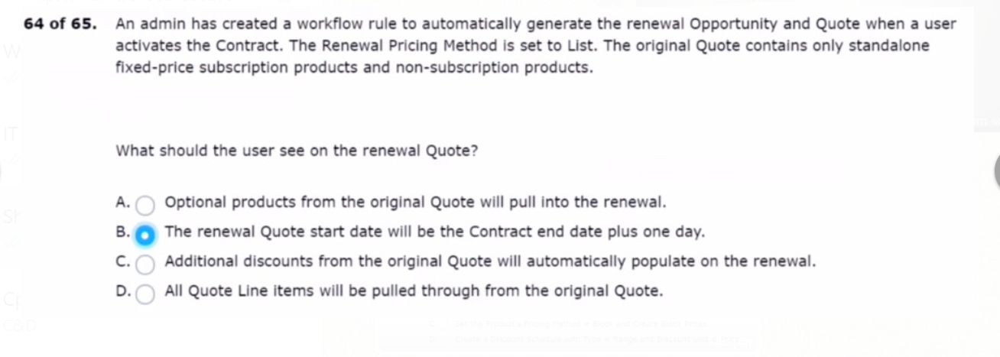 64 of 65. An admin has created a workflow rule to automatically generate the renewal Opportunity and Quote when a user
activates the Contract. The Renewal Pricing Method is set to List. The original Quote contains only standalone
fixed-price subscription products and non-subscription products.
What should the user see on the renewal Quote?
A. Optional products from the original Quote will pull into the renewal.
B. The renewal Quote start date will be the Contract end date plus one day.
C. Additional discounts from the original Quote will automatically populate on the renewal.
D. All Quote Line items will be pulled through from the original Quote.
IT
C&D